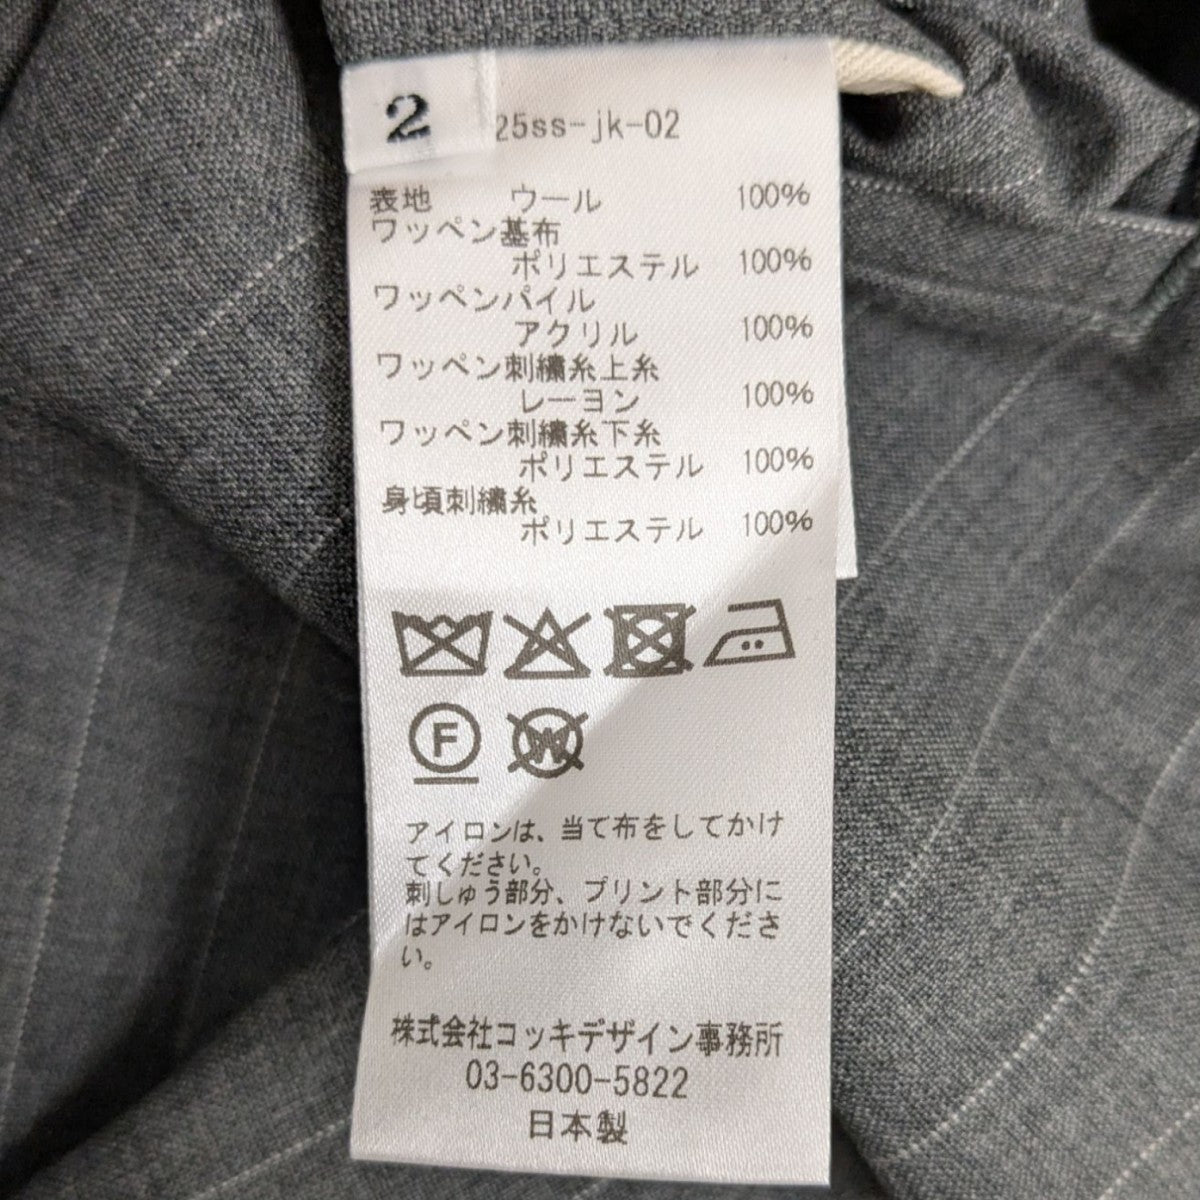 2
25ss-jk-02
表地 ウール 100%
ワッペン基布
ポリエステル 100%
ワッペンパイル
アクリル 100%
ワッペン刺繍糸上糸
レーヨン 100%
ワッペン刺繍糸下糸
ポリエステル 100%
身頃刺繍糸
ポリエステル 100%
F W
アイロンは、当て布をしてかけ
てください。
刺しゅう部分、プリント部分に
はアイロンをかけないでくださ
い。
株式会社コッキデザイン事務所
03-6300-5822
日本製